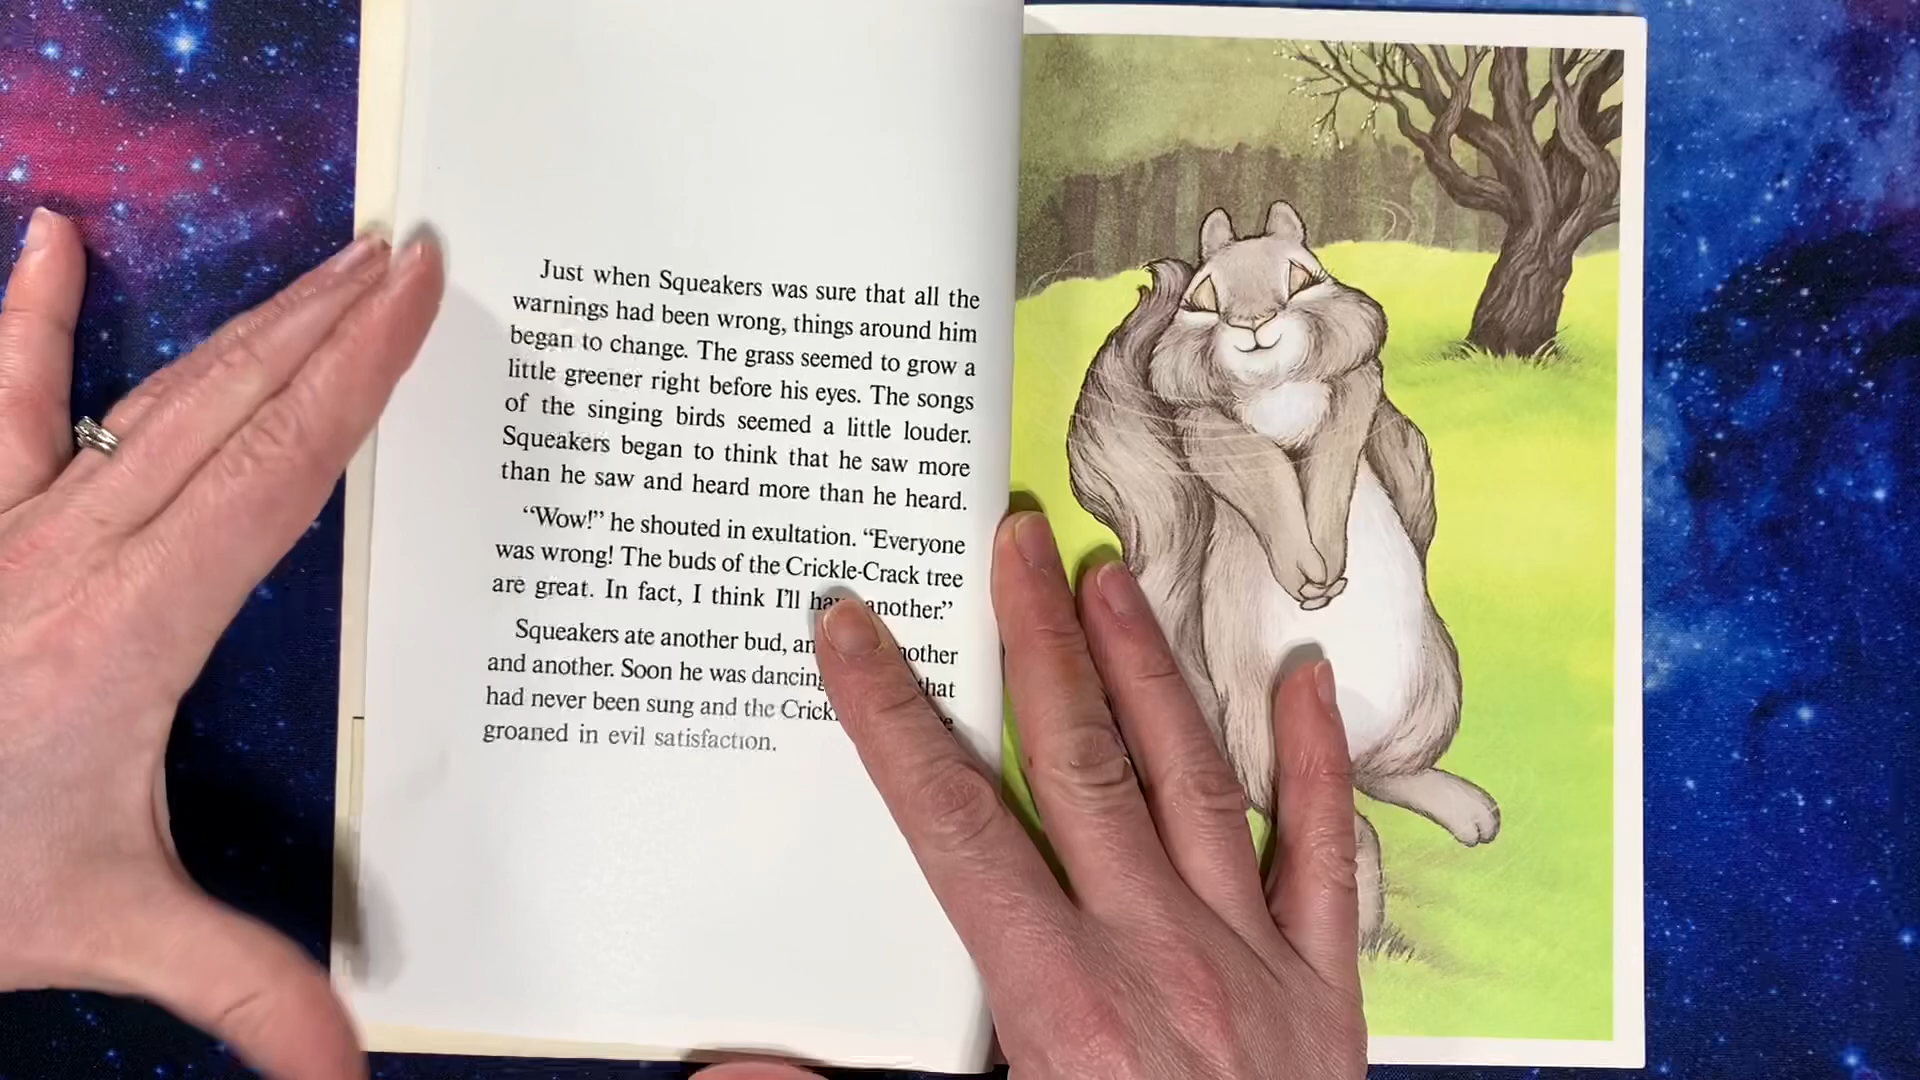 Just when Squeakers was sure that all the
warnings had been wrong, things around him
began to change. The grass seemed to grow a
little greener right before his eyes. The songs
of the singing birds seemed a little louder.
Squeakers began to think that he saw more
than he saw and heard more than he heard.
“Wow!” he shouted in exultation. “Everyone
was wrong! The buds of the Crickle-Crack tree
are great. In fact, I think I’ll another.”
Squeakers ate another bud,
and another. Soon he was dancing that
had never been sung and the
groaned in evil satisfaction.